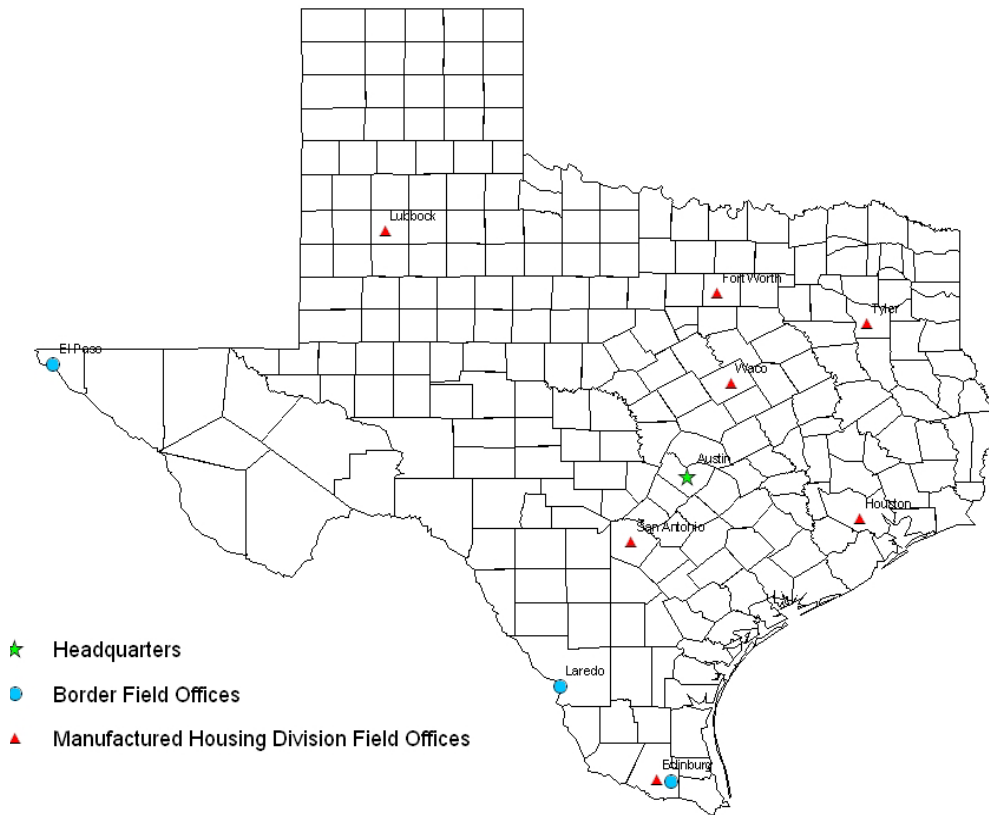 Lubbock
Fort Worth
Tyler
El Paso
Waco
Austin
Houston
San Antonio
Headquarters
Laredo
Border Field Offices
Manufactured Housing Division Field Offices
Edinburg